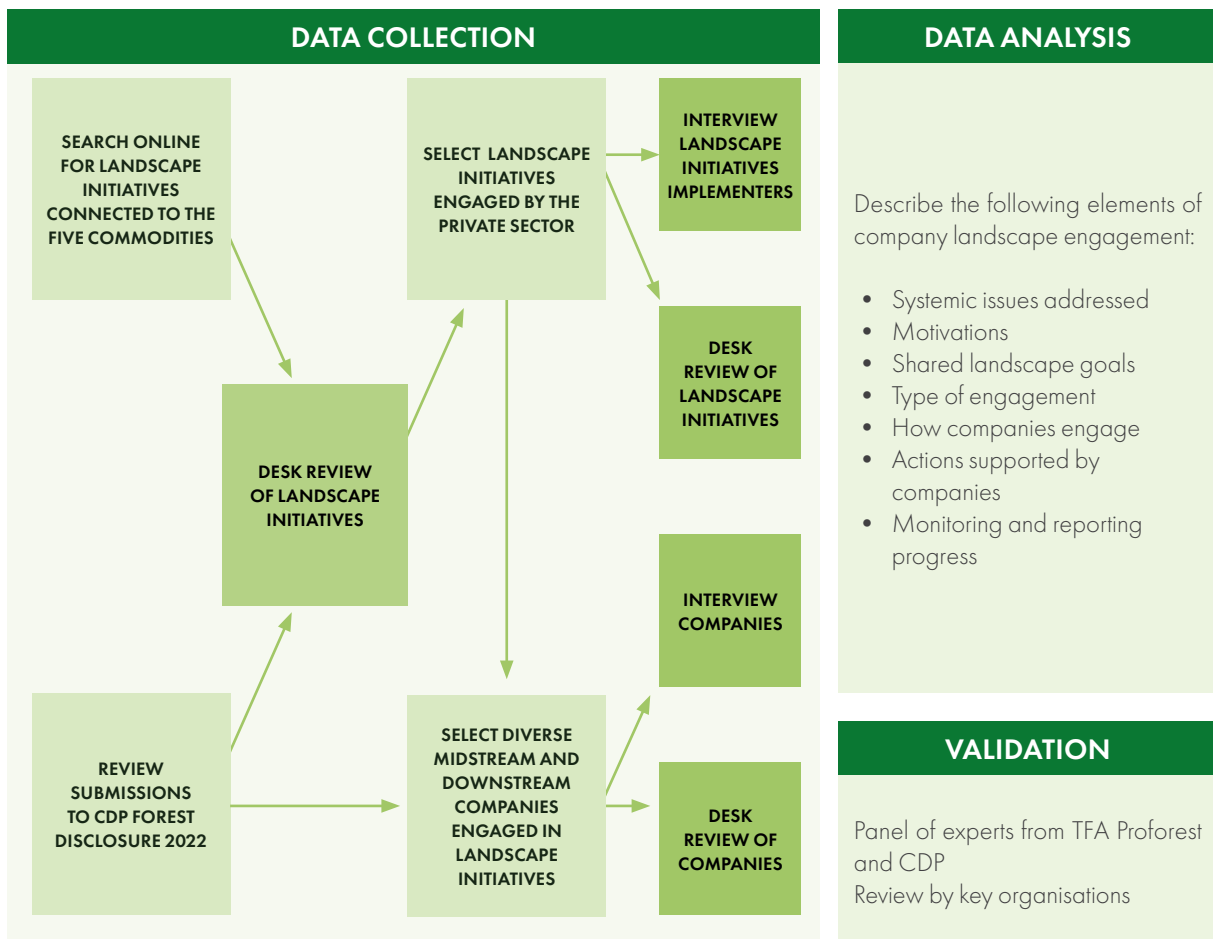 DATA COLLECTION
SEARCH ONLINE
FOR LANDSCAPE
INITIATIVES
CONNECTED TO THE
FIVE COMMODITIES
SELECT LANDSCAPE
INITIATIVES
ENGAGED BY THE
PRIVATE SECTOR
INTERVIEW
LANDSCAPE
INITIATIVES
IMPLEMENTERS
DESK
REVIEW OF
LANDSCAPE
INITIATIVES
DESK REVIEW
OF LANDSCAPE
INITIATIVES
INTERVIEW
COMPANIES
REVIEW
SUBMISSIONS
TO CDP FOREST
DISCLOSURE 2022
SELECT DIVERSE
MIDSTREAM AND
DOWNSTREAM
COMPANIES
ENGAGED IN
LANDSCAPE
INITIATIVES
DESK
REVIEW OF
COMPANIES
DATA ANALYSIS
Describe the following elements of
company landscape engagement:
• Systemic issues addressed
• Motivations
• Shared landscape goals
• Type of engagement
• How companies engage
• Actions supported by
companies
• Monitoring and reporting
progress
VALIDATION
Panel of experts from TFA Proforest
and CDP
Review by key organisations